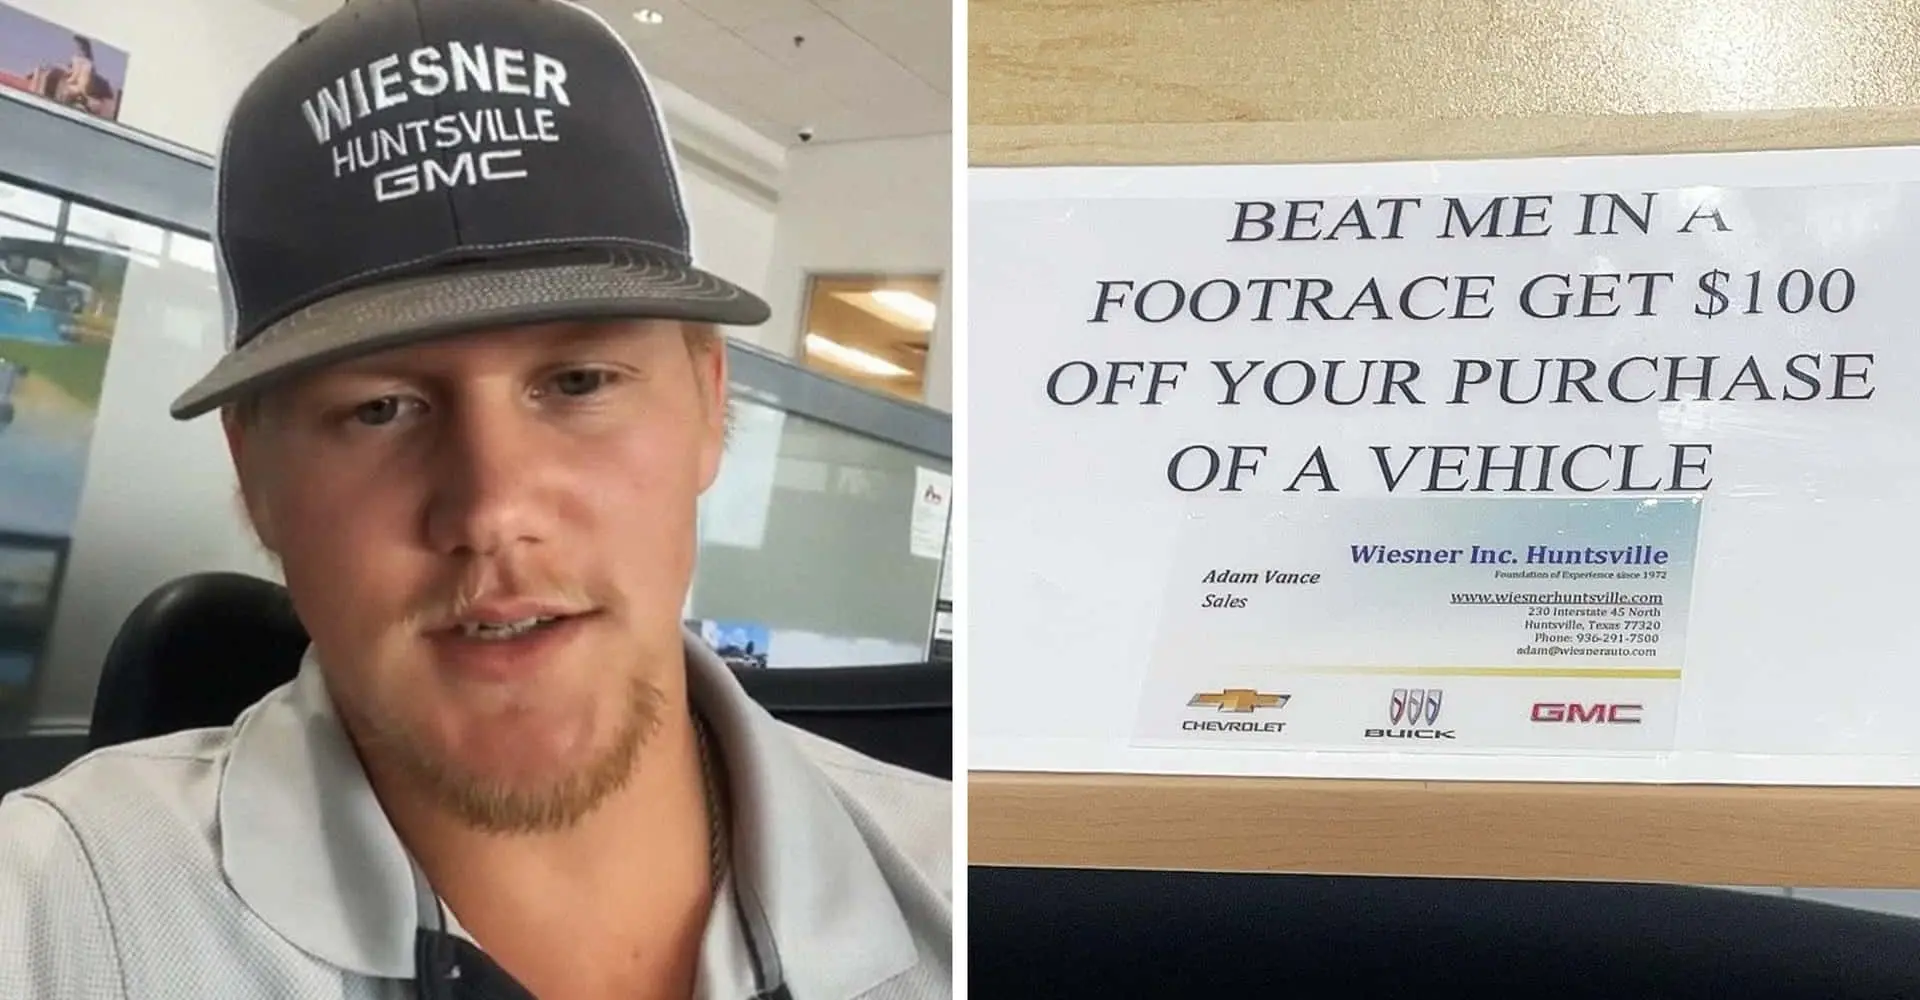 WIESNER
HUNTSVILLE
GMC
BEAT ME IN A
FOOTRACE GET $100
OFF YOUR PURCHASE
OF A VEHICLE
Wiesner Inc. Huntsville
Foundation of Experience since 1972
Adam Vance
Sales
www.wiesnerhuntsville.com
230 Interstate 45 North
Huntsville, Texas 77320
Phone: 936-291-7500
adam@wiesnerauto.com
CHEVROLET
BUICK
GMC